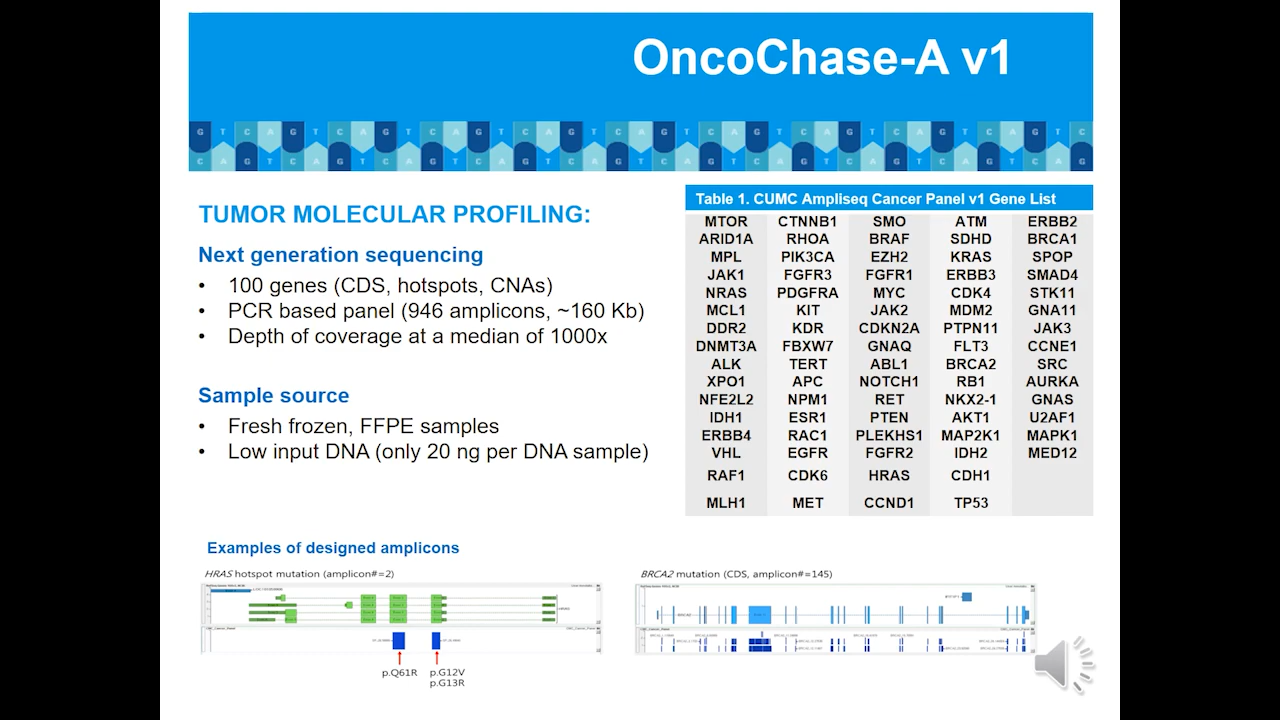 OncoChase-A v1
G T C A G T C A G T C A G T C A G T C A G T C A G T C A G T C A G T C
C A G T C A G T C A G T C A G T C A G T C A G T C A G T C A G T C A G
TUMOR MOLECULAR PROFILING:
Next generation sequencing
• 100 genes (CDS, hotspots, CNAs)
• PCR based panel (946 amplicons, ~160 Kb)
• Depth of coverage at a median of 1000x
Sample source
• Fresh frozen, FFPE samples
• Low input DNA (only 20 ng per DNA sample)
Table 1. CUMC Ampliseq Cancer Panel v1 Gene List
MTOR CTNNB1 SMO ATM ERBB2
ARID1A RHOA BRAF SDHD BRCA1
MPL PIK3CA EZH2 KRAS SPOP
JAK1 FGFR3 FGFR1 ERBB3 SMAD4
NRAS PDGFRA MYC CDK4 STK11
MCL1 KIT JAK2 MDM2 GNA11
DDR2 KDR CDKN2A PTPN11 JAK3
DNMT3A FBXW7 GNAQ FLT3 CCNE1
ALK TERT ABL1 BRCA2 SRC
XPO1 APC NOTCH1 RB1 AURKA
NFE2L2 NPM1 RET NKX2-1 GNAS
IDH1 ESR1 PTEN AKT1 U2AF1
ERBB4 RAC1 PLEKHS1 MAP2K1 MAPK1
VHL EGFR FGFR2 IDH2 MED12
RAF1 CDK6 HRAS CDH1
MLH1 MET CCND1 TP53
Examples of designed amplicons
HRAS hotspot mutation (amplicon#=2)
p.Q61R p.G12V
p.G13R
BRCA2 mutation (CDS, amplicon#=145)